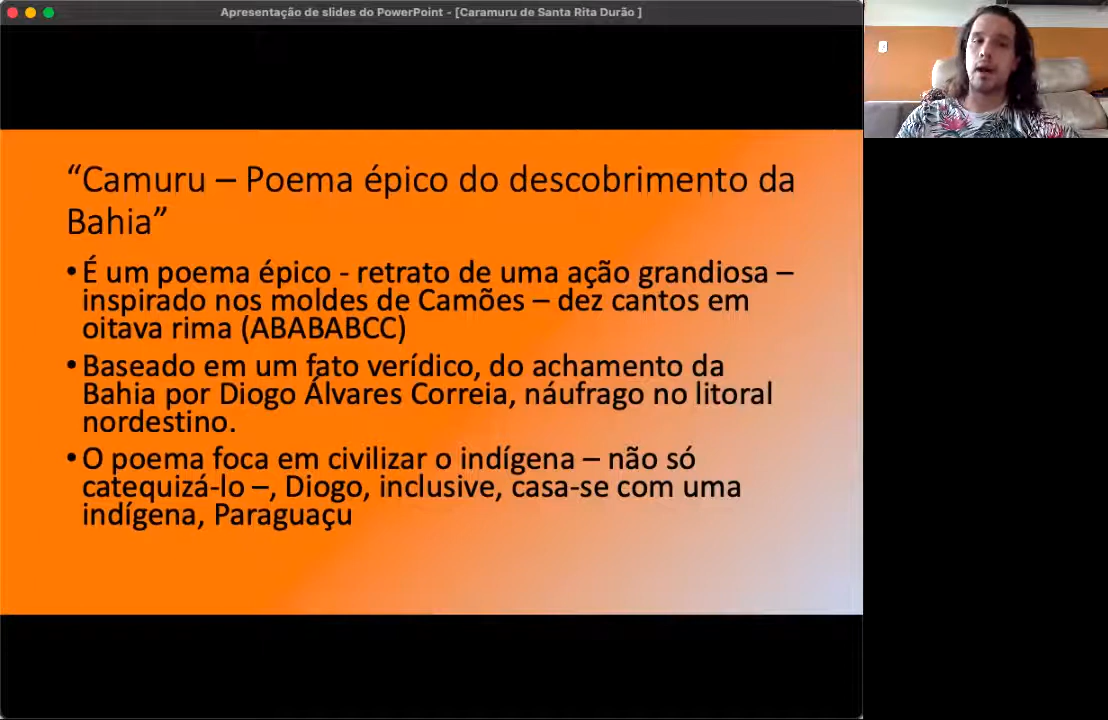 Apresentação de slides do PowerPoint - [Caramuru de Santa Rita Durão ]
“Camuru – Poema épico do descobrimento da
Bahia”
• É um poema épico - retrato de uma ação grandiosa –
inspirado nos moldes de Camões – dez cantos em
oitava rima (ABABABCC)
• Baseado em um fato verídico, do achamento da
Bahia por Diogo Álvares Correia, náufrago no litoral
nordestino.
• O poema foca em civilizar o indígena – não só
catequizá-lo –, Diogo, inclusive, casa-se com uma
indígena, Paraguaçu